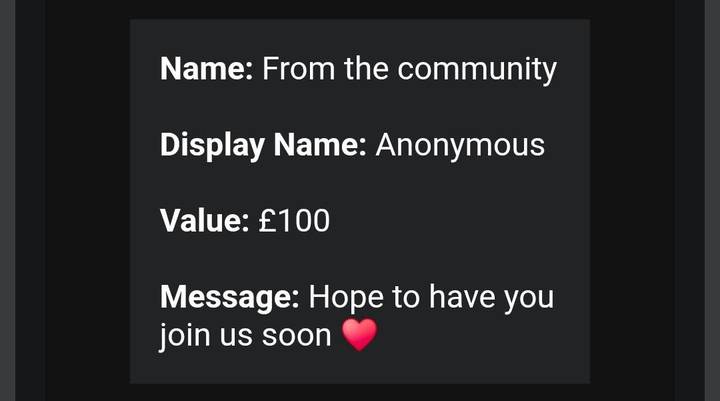 Name: From the community
Display Name: Anonymous
Value: £100
Message: Hope to have you
join us soon ❤️